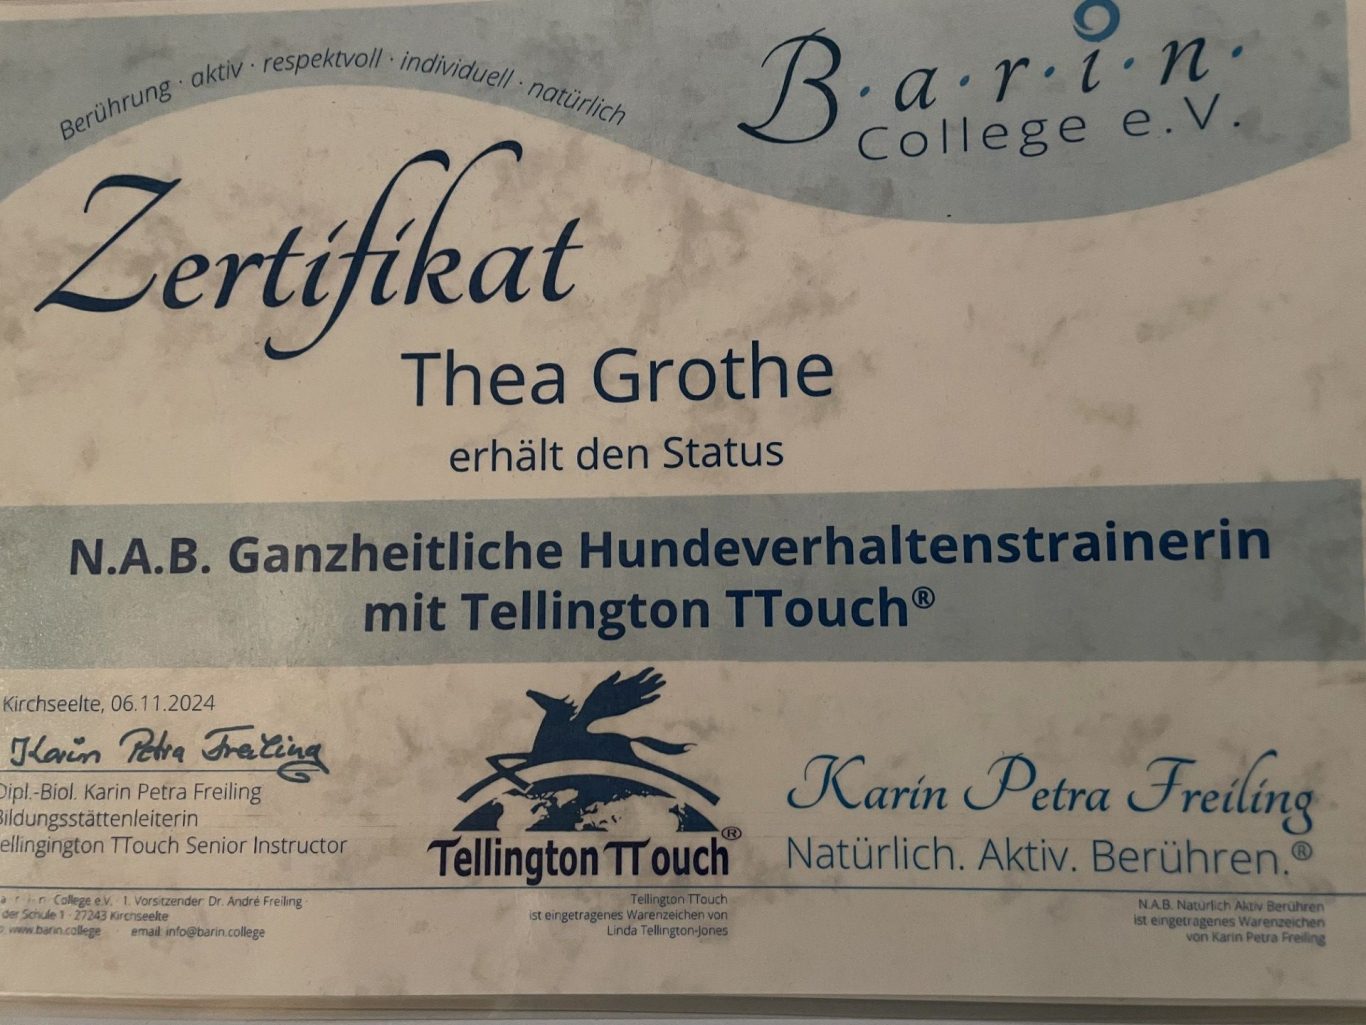 Berührung · aktiv · respektvoll · individuell · natürlich
B·a·r·i·n·
College e.V.
Zertifikat
Thea Grothe
erhält den Status
N.A.B. Ganzheitliche Hundeverhaltenstrainerin
mit Tellington TTouch®
Kirchseelte, 06.11.2024
Karin Petra Freiling
Dipl.-Biol. Karin Petra Freiling
Bildungsstättenleiterin
ellingington TTouch Senior Instructor
Tellington TTouch®
Karin Petra Freiling
Natürlich. Aktiv. Berühren.®
a r i n College e.V. · 1. Vorsitzender Dr. André Freiling ·
der Schule 1 · 27243 Kirchseelte
www.barin.college email info@barin.college
Tellington TTouch
ist eingetragenes Warenzeichen von
Linda Tellington-Jones
N.A.B. Natürlich Aktiv Berühren
ist eingetragenes Warenzeichen
von Karin Petra Freiling